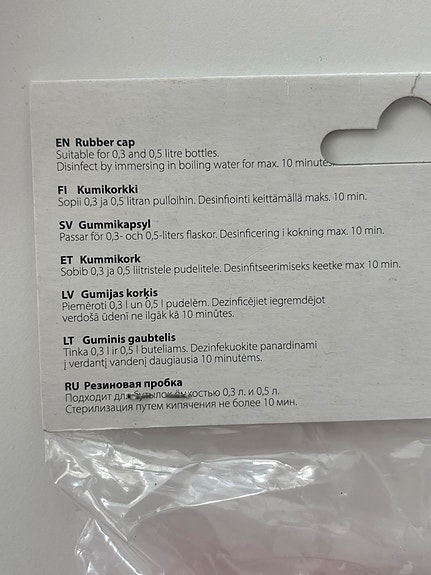 EN Rubber cap
Suitable for 0,3 and 0,5 litre bottles.
Disinfect by immersing in boiling water for max. 10 minutes.
FI Kumikorkki
Sopii 0,3 ja 0,5 litran pulloihin. Desinfiointi keittämällä maks. 10 min.
SV Gummikapsyl
Passar för 0,3- och 0,5-liters flaskor. Desinficering i kokning max. 10 min.
ET Kummikork
Sobib 0,3 ja 0,5 liitristele pudelitele. Desinfitseerimiseks keetke max 10 min.
LV Gumijas korķis
Piemēroti 0,3 l un 0,5 l pudelēm. Dezinficējiet iegremdējot
verdošā ūdenī ne ilgāk kā 10 minūtes.
LT Guminis gaubtelis
Tinka 0,3 l ir 0,5 l buteliams. Dezinfekuokite panardinami
į verdantį vandenį daugiausia 10 minutėms.
RU Резиновая пробка
Подходит для бутылок ёмкостью 0,3 л. и 0,5 л.
Стерилизация путем кипячения не более 10 мин.